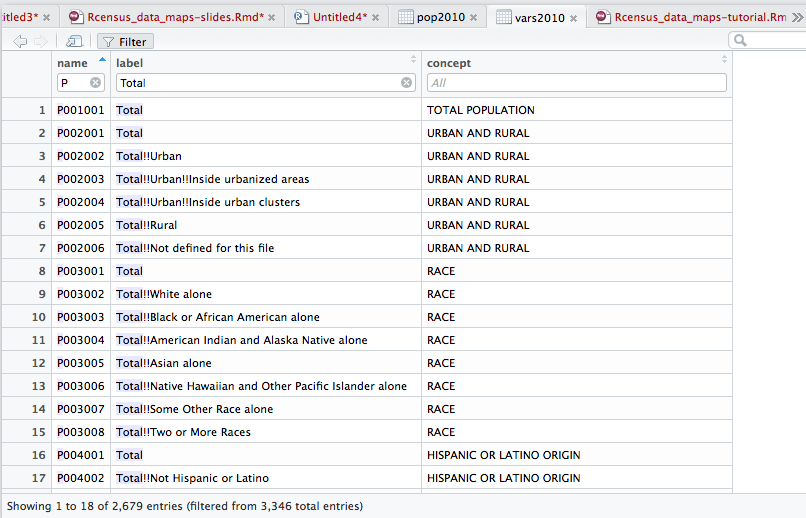 itled3* Rcensus_data_maps-slides.Rmd* Untitled4* pop2010 vars2010 Rcensus_data_maps-tutorial.Rm
Filter
name label concept
P Total All
1 P001001 Total TOTAL POPULATION
2 P002001 Total URBAN AND RURAL
3 P002002 Total!!Urban URBAN AND RURAL
4 P002003 Total!!Urban!!Inside urbanized areas URBAN AND RURAL
5 P002004 Total!!Urban!!Inside urban clusters URBAN AND RURAL
6 P002005 Total!!Rural URBAN AND RURAL
7 P002006 Total!!Not defined for this file URBAN AND RURAL
8 P003001 Total RACE
9 P003002 Total!!White alone RACE
10 P003003 Total!!Black or African American alone RACE
11 P003004 Total!!American Indian and Alaska Native alone RACE
12 P003005 Total!!Asian alone RACE
13 P003006 Total!!Native Hawaiian and Other Pacific Islander alone RACE
14 P003007 Total!!Some Other Race alone RACE
15 P003008 Total!!Two or More Races RACE
16 P004001 Total HISPANIC OR LATINO ORIGIN
17 P004002 Total!!Not Hispanic or Latino HISPANIC OR LATINO ORIGIN
Showing 1 to 18 of 2,679 entries (filtered from 3,346 total entries)